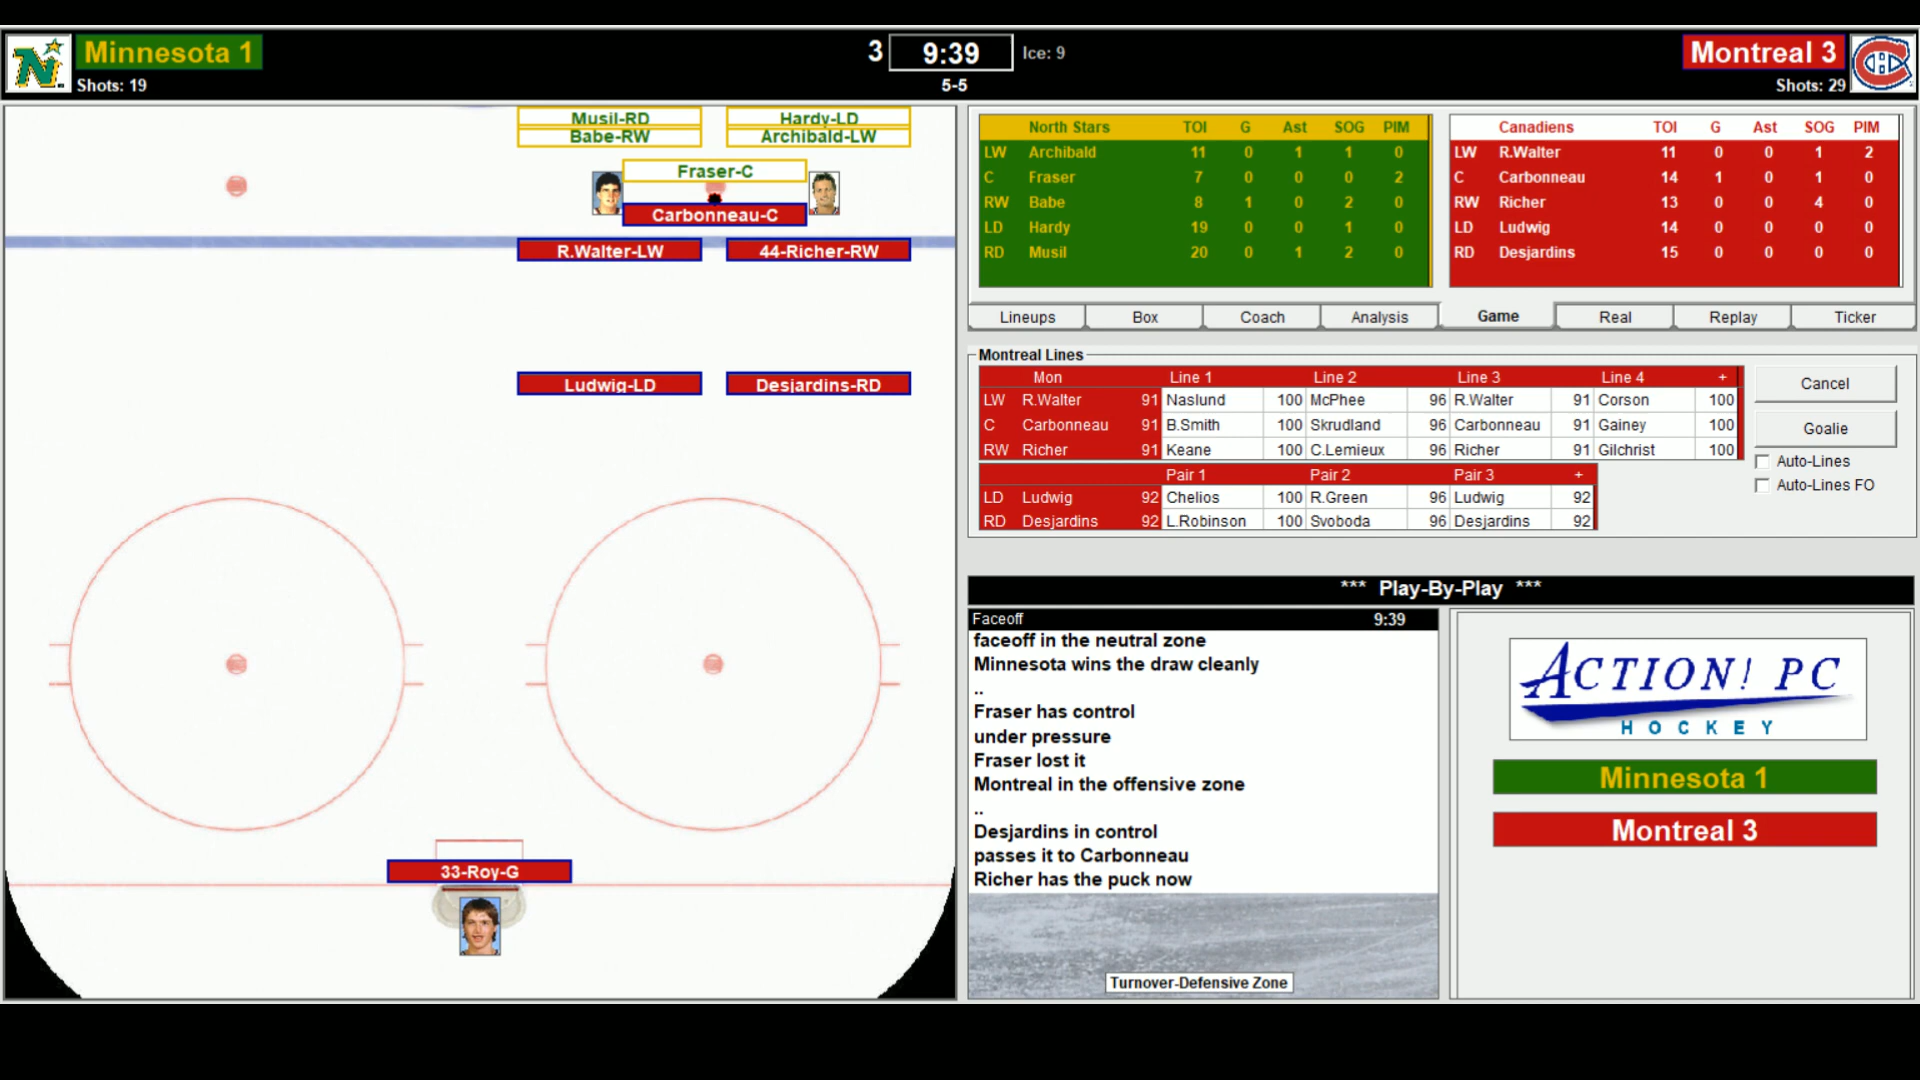 Minnesota 1
Shots: 19
3 9:39 Ice: 9
5-5
Montreal 3
Shots: 29
Musil-RD Hardy-LD
Babe-RW Archibald-LW
Fraser-C
Carbonneau-C
R.Walter-LW 44-Richer-RW
Ludwig-LD Desjardins-RD
33-Roy-G
North Stars TOI G Ast SOG PIM
LW Archibald 11 0 1 1 0
C Fraser 7 0 0 0 2
RW Babe 8 1 0 2 0
LD Hardy 19 0 0 1 0
RD Musil 20 0 1 2 0
Canadiens TOI G Ast SOG PIM
LW R.Walter 11 0 0 1 2
C Carbonneau 14 1 0 1 0
RW Richer 13 0 0 4 0
LD Ludwig 14 0 0 0 0
RD Desjardins 15 0 0 0 0
Lineups Box Coach Analysis Game Real Replay Ticker
Montreal Lines
Mon Line 1 Line 2 Line 3 Line 4 +
LW R.Walter 91 Naslund 100 McPhee 96 R.Walter 91 Corson 100
C Carbonneau 91 B.Smith 100 Skrudland 96 Carbonneau 91 Gainey 100
RW Richer 91 Keane 100 C.Lemieux 96 Richer 91 Gilchrist 100
Pair 1 Pair 2 Pair 3 +
LD Ludwig 92 Chelios 100 R.Green 96 Ludwig 92
RD Desjardins 92 L.Robinson 100 Svoboda 96 Desjardins 92
Cancel
Goalie
Auto-Lines
Auto-Lines FO
*** Play-By-Play ***
Faceoff 9:39
faceoff in the neutral zone
Minnesota wins the draw cleanly
..
Fraser has control
under pressure
Fraser lost it
Montreal in the offensive zone
..
Desjardins in control
passes it to Carbonneau
Richer has the puck now
Turnover-Defensive Zone
ACTION! PC
HOCKEY
Minnesota 1
Montreal 3